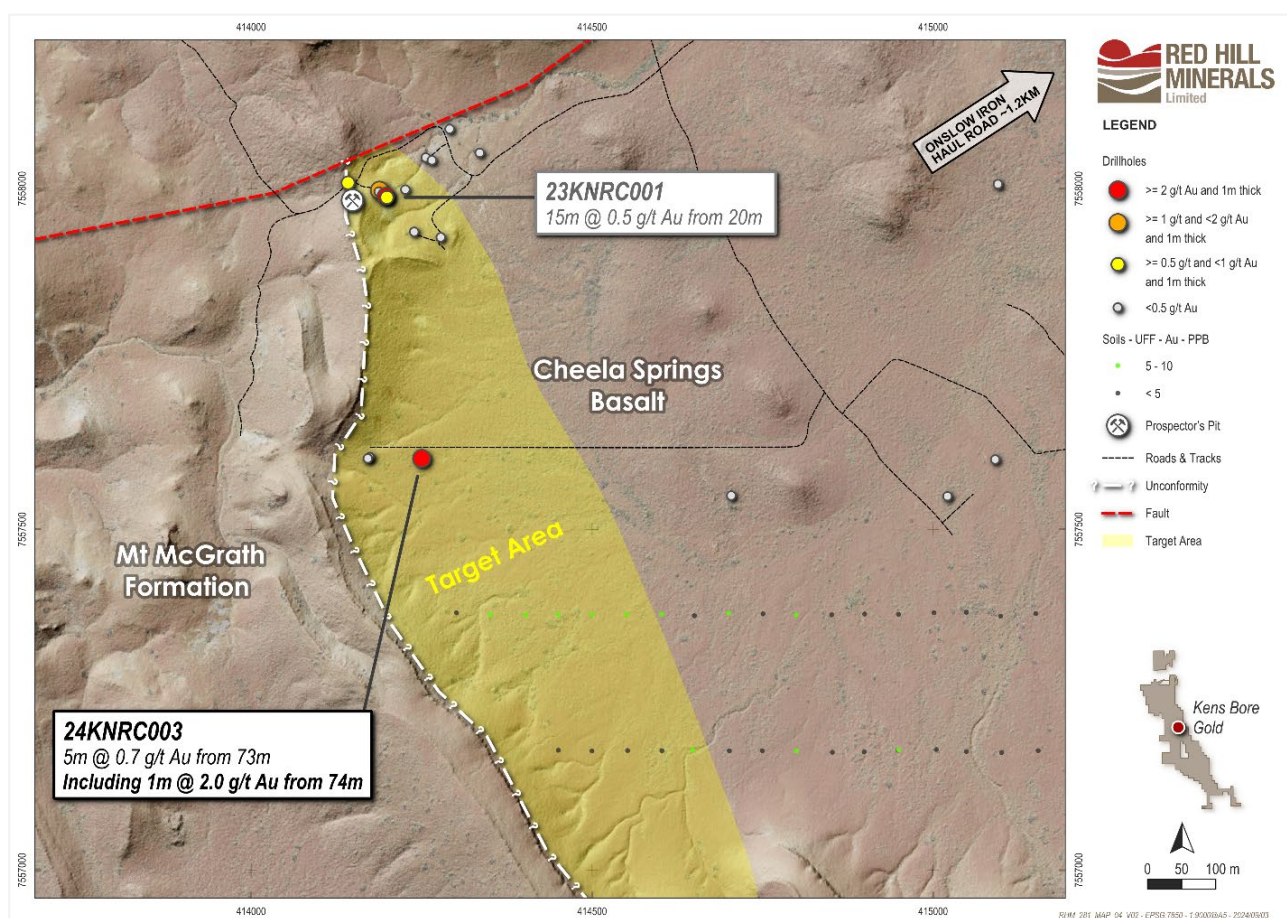 414000
414500
415000
7558000
7557500
7557000
ONSLOW IRON
HAUL ROAD ~1.2KM
23KNRC001
15m @ 0.5 g/t Au from 20m
Cheela Springs
Basalt
Mt McGrath
Formation
Target Area
24KNRC003
5m @ 0.7 g/t Au from 73m
Including 1m @ 2.0 g/t Au from 74m
? ? ? ? ? ? ? ? ? ? ? ? ? ? ?
7558000
7557500
7557000
414000
414500
415000
RED HILL
MINERALS
Limited
LEGEND
Drillholes
>= 2 g/t Au and 1m thick
>= 1 g/t and <2 g/t Au
and 1m thick
>= 0.5 g/t and <1 g/t Au
and 1m thick
<0.5 g/t Au
Soils - UFF - Au - PPB
5 - 10
< 5
Prospector's Pit
Roads & Tracks
? ? Unconformity
Fault
Target Area
Kens Bore
Gold
0 50 100 m